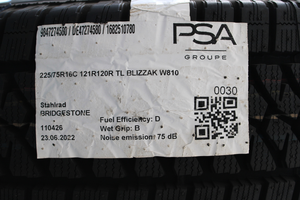 9847274580 / DE47274580 / 1682510780
PSA
GROUPE
225/75R16C 121R120R TL BLIZZAK W810
0030
Stahlrad
BRIDGESTONE
Fuel Efficiency: D
110426
Wet Grip: B
23.06.2022
Noise emission: 75 dB